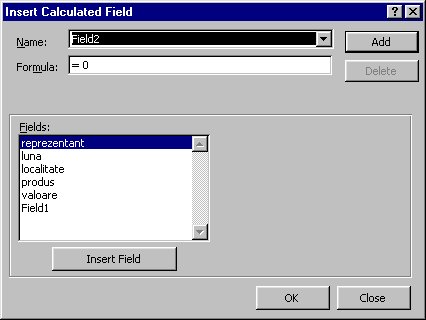 Insert Calculated Field
Name: Field2 Add
Formula: = 0 Delete
Fields:
reprezentant
luna
localitate
produs
valoare
Field1
Insert Field
OK Close